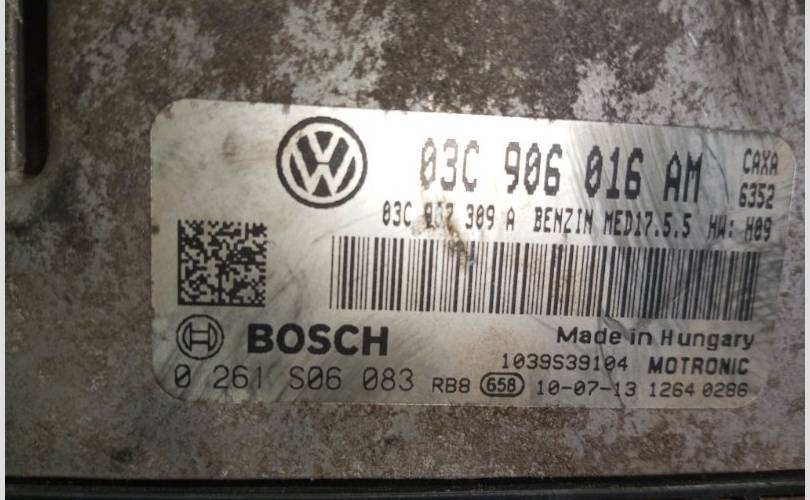 03C 906 016 AM
CAXA
6352
03C 907 309 A BENZIN MED17.5.5 HW: H09
BOSCH
Made in Hungary
1039S39104 MOTRONIC
0 261 S06 083 RB8 658 10-07-13 1264 0286